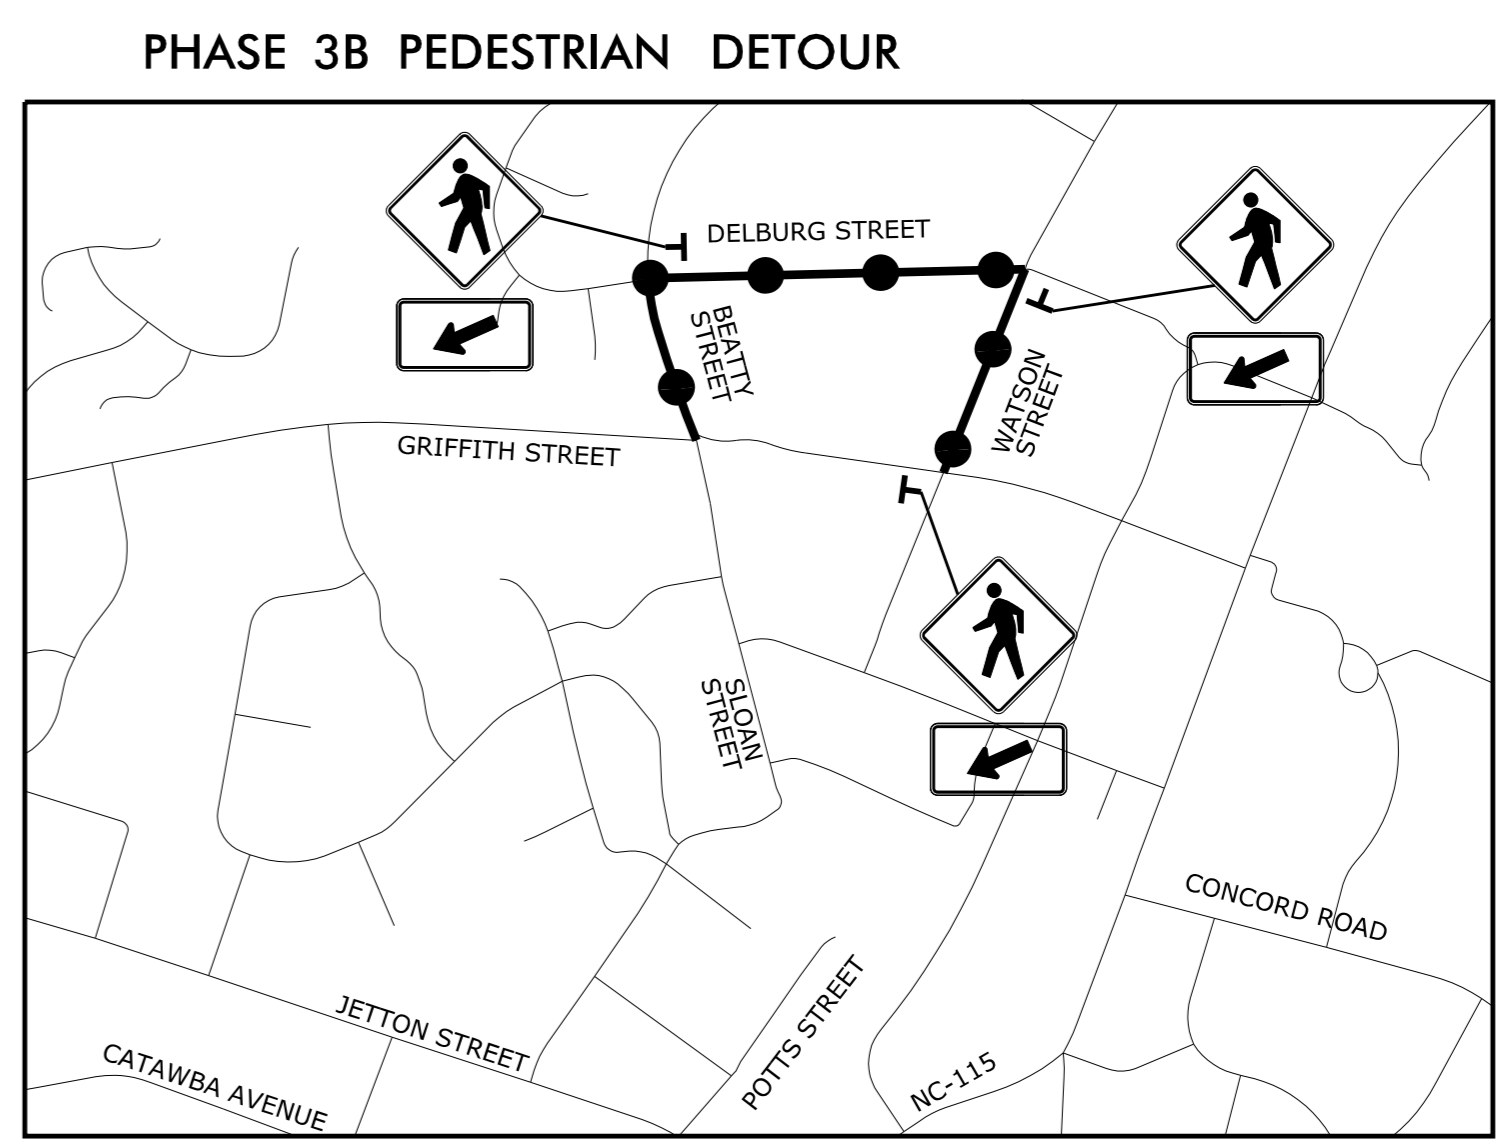 PHASE 3B PEDESTRIAN DETOUR
DELBURG STREET
BEATTY
STREET
WATSON
STREET
GRIFFITH STREET
SLOAN
STREET
CONCORD ROAD
JETTON STREET
POTTS STREET
NC-115
CATAWBA AVENUE